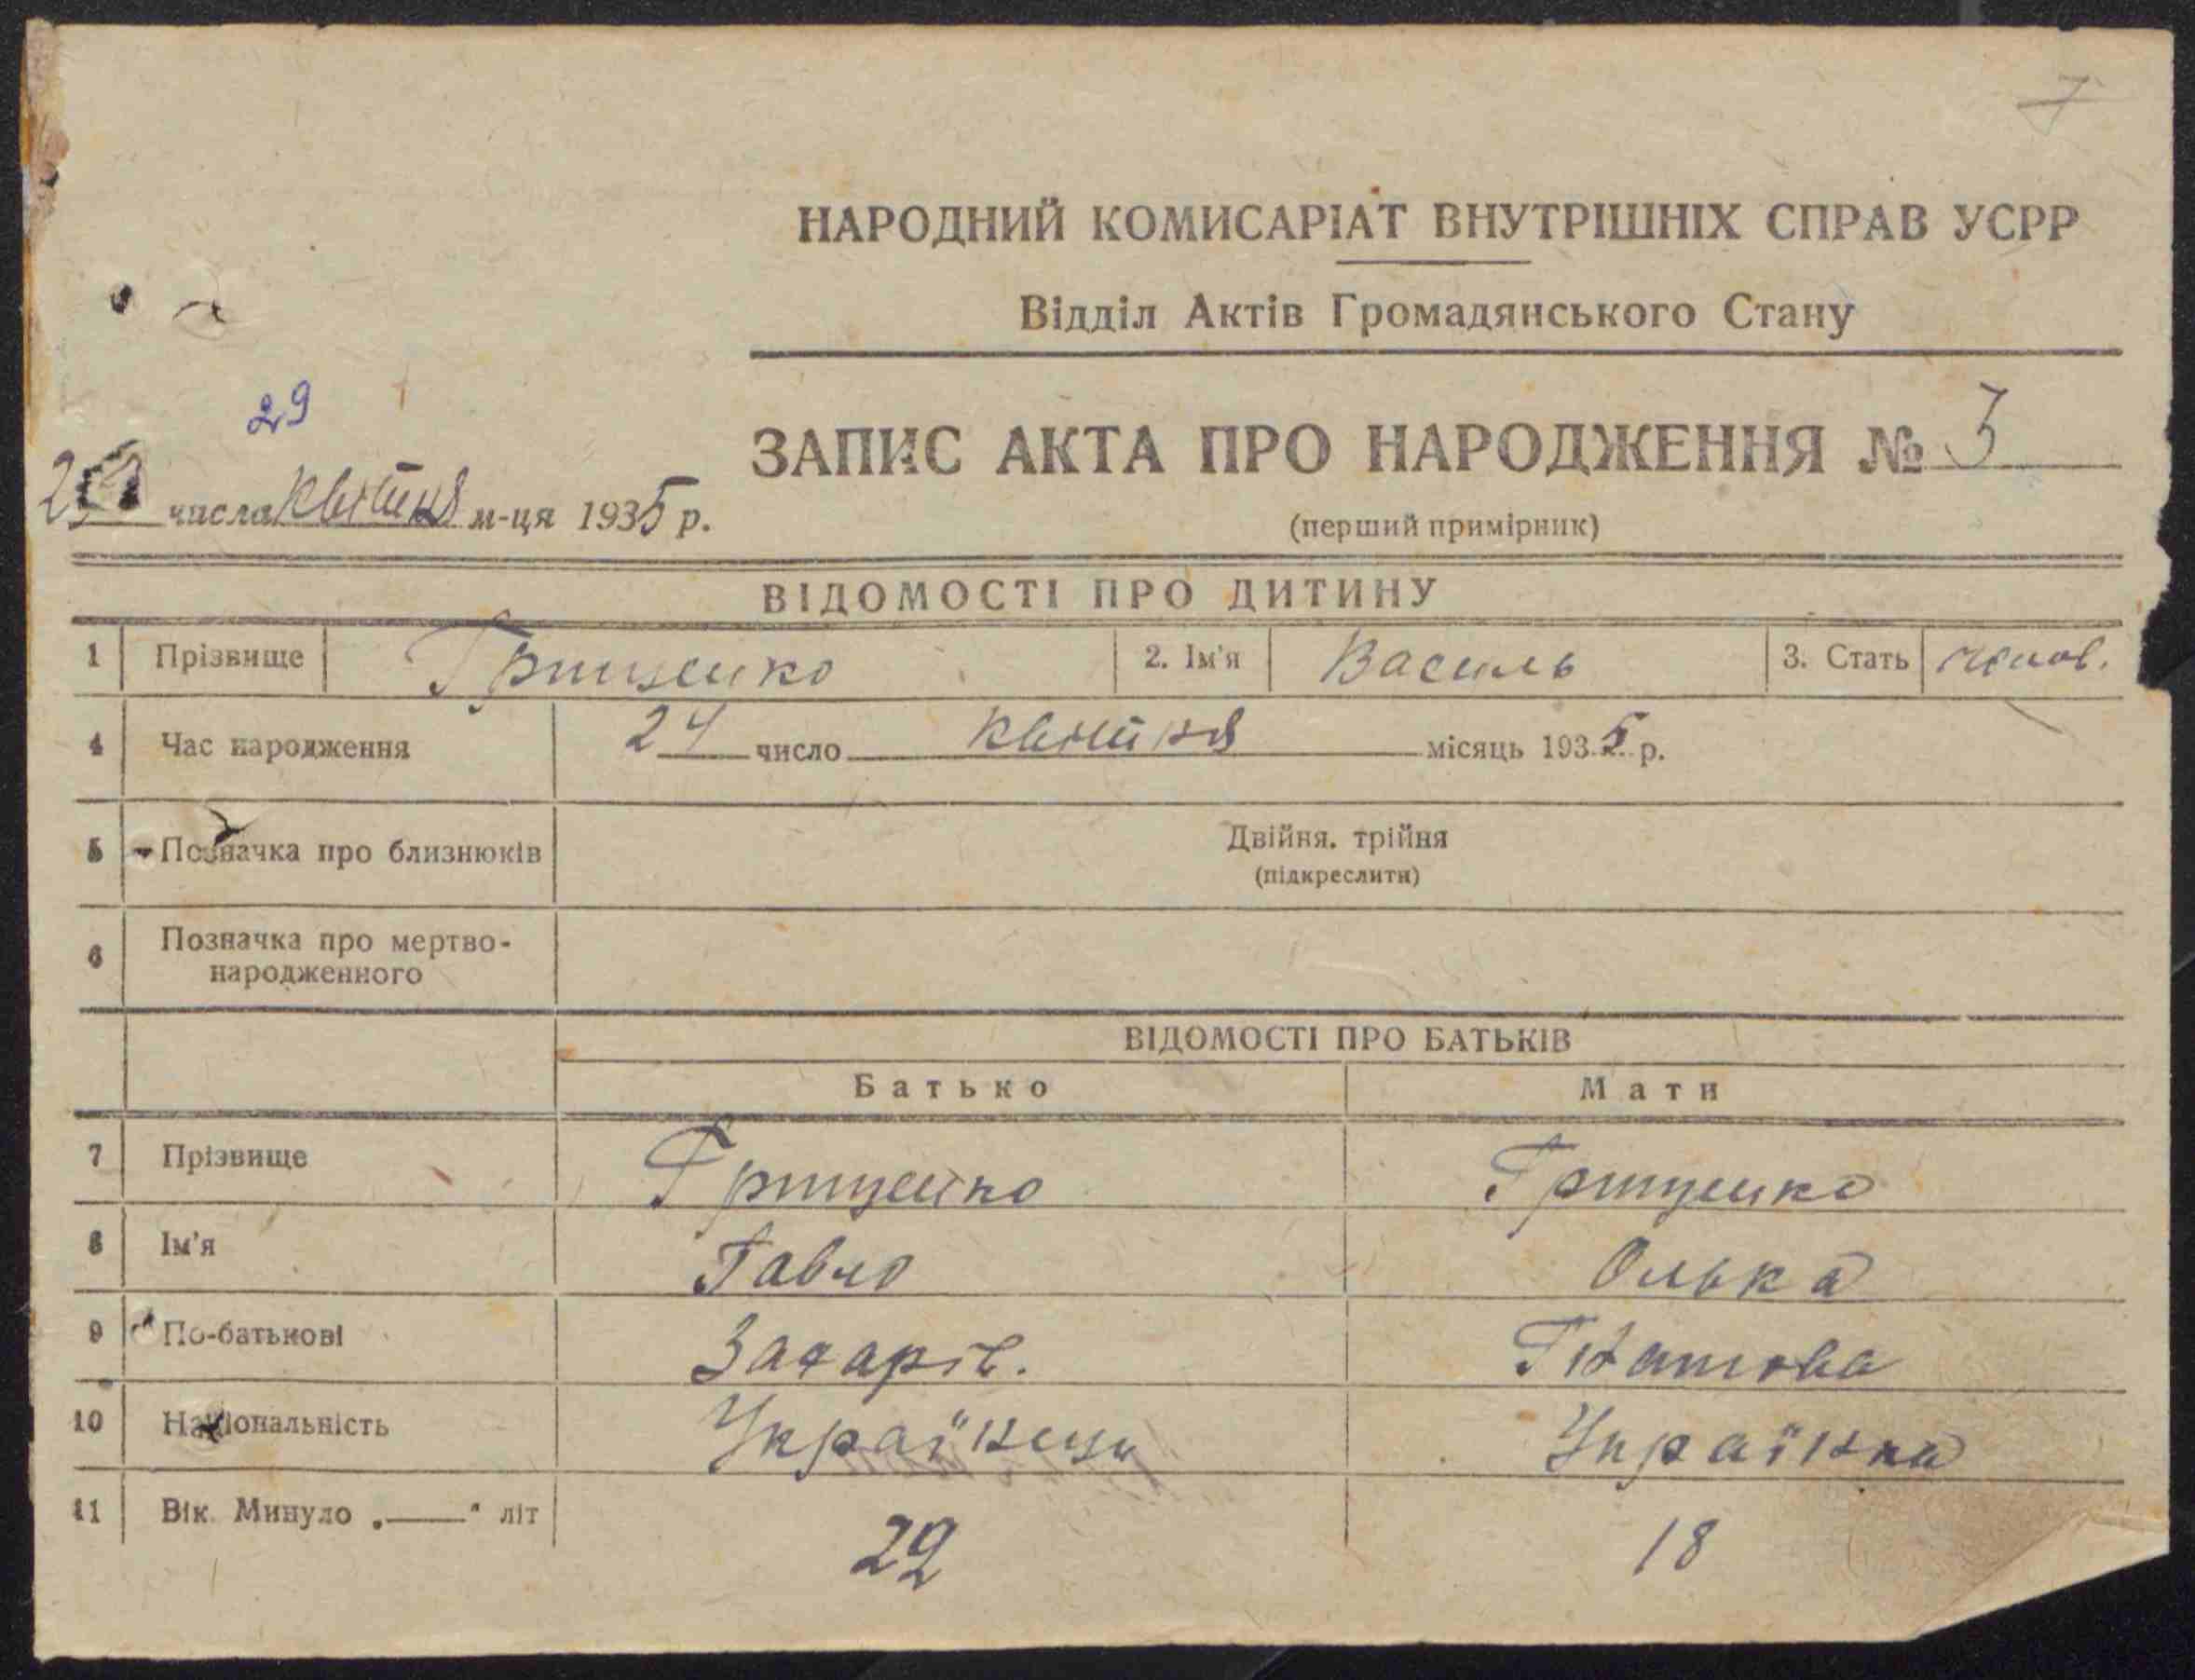 7
НАРОДНИЙ КОМИСАРІАТ ВНУТРІШНІХ СПРАВ УСРР
Відділ Актів Громадянського Стану
29
ЗАПИС АКТА ПРО НАРОДЖЕННЯ №
числа квітня м-ця 1935 р.
(перший примірник)
ВІДОМОСТІ ПРО ДИТИНУ
1 Прізвище Грищенко 2. Ім'я Василь 3. Стать чолов.
4 Час народження 24 число квітня місяць 1935 р.
5 Позначка про близнюків Двійня, трійня
(підкреслити)
6 Позначка про мертво-
народженного
ВІДОМОСТІ ПРО БАТЬКІВ
Батько Мати
7 Прізвище Грищенко Грищенко
8 Ім'я Павло Олька
9 По-батькові Захарів.
10 Національність Українець Українка
11 Вік. Минуло „—" літ 29 18